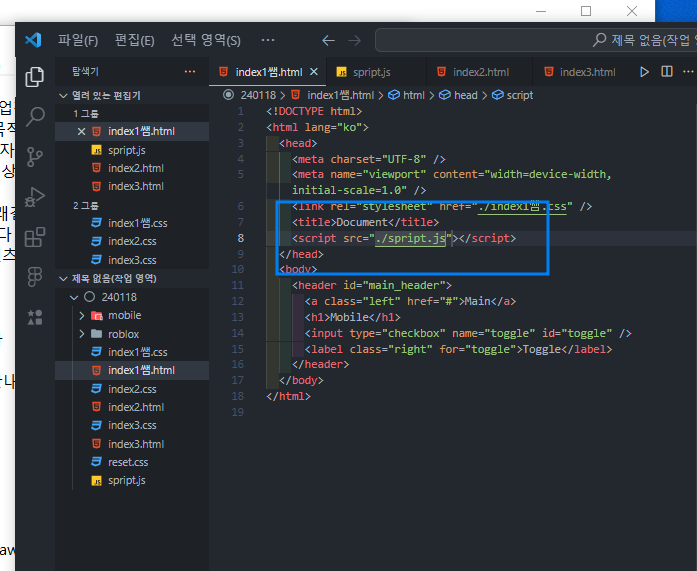 파일(F) 편집(E) 선택 영역(S) ··· 제목 없음(작업 영역
탐색기 ···
index1쌤.html spript.js index2.html index3.html
열려 있는 편집기
240118 > index1쌤.html > html > head > script
1 그룹
index1쌤.html
spript.js
index2.html
index3.html
2 그룹
index1쌤.css
index2.css
index3.css
제목 없음(작업 영역)
240118
mobile
roblox
index1쌤.css
index1쌤.html
index2.css
index2.html
index3.css
index3.html
reset.css
spript.js
1 <!DOCTYPE html>
2 <html lang="ko">
3 <head>
4 <meta charset="UTF-8" />
5 <meta name="viewport" content="width=device-width,
initial-scale=1.0" />
6 <link rel="stylesheet" href="./index1쌤.css" />
7 <title>Document</title>
8 <script src="./spript.js"></script>
9 </head>
10 <body>
11 <header id="main_header">
12 <a class="left" href="#">Main</a>
13 <h1>Mobile</h1>
14 <input type="checkbox" name="toggle" id="toggle" />
15 <label class="right" for="toggle">Toggle</label>
16 </header>
17 </body>
18 </html>
19